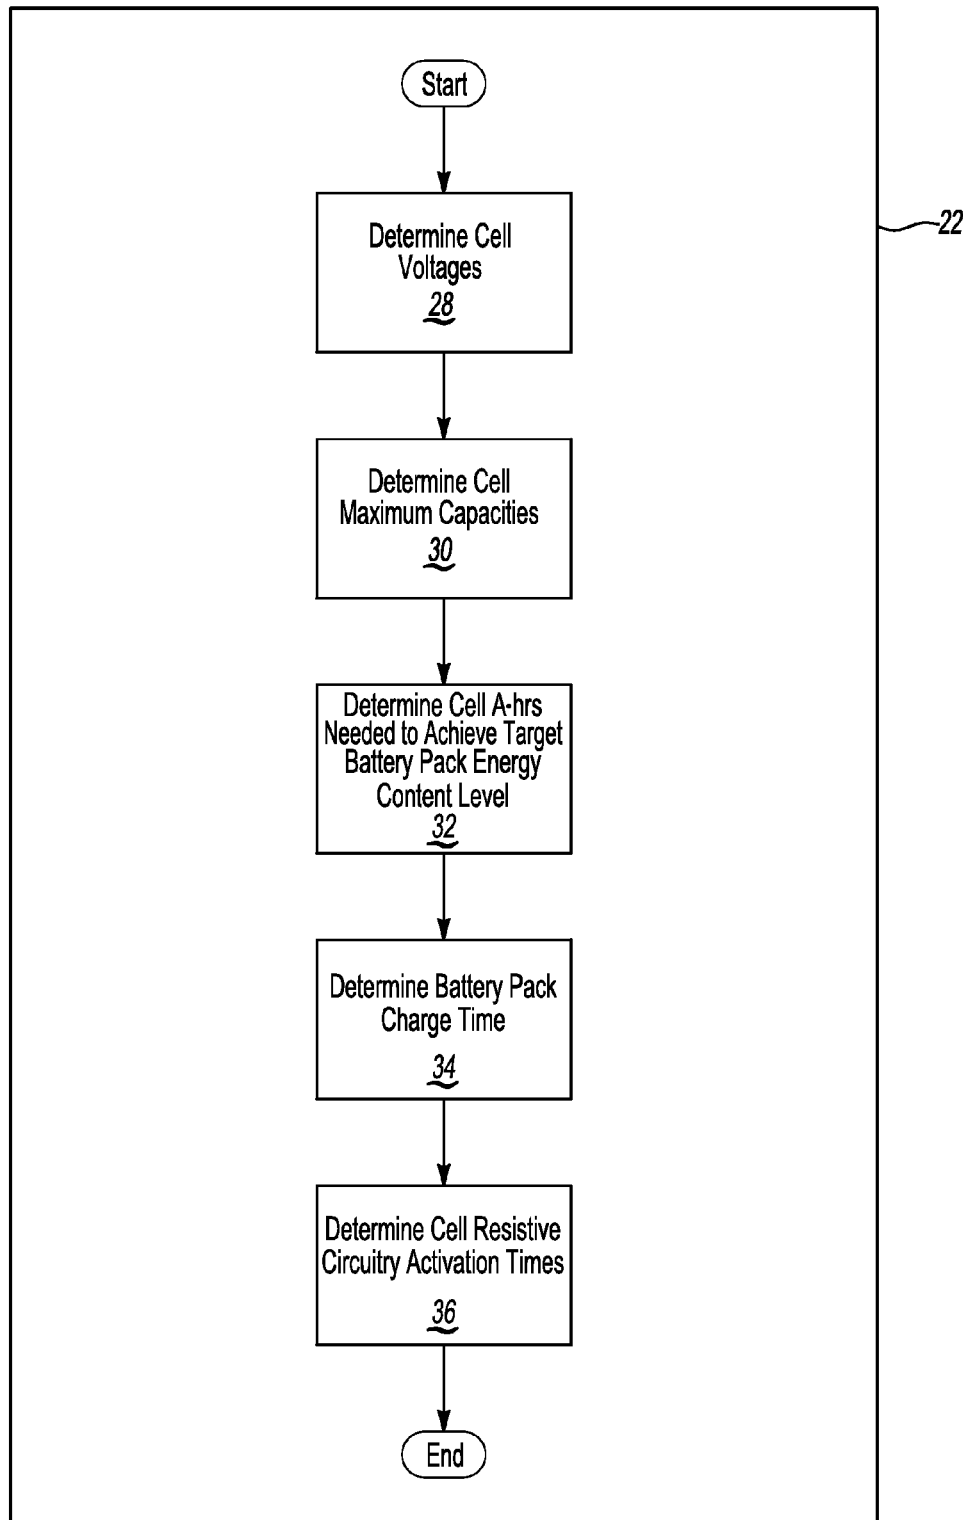 Start
22
Determine Cell
Voltages
28
Determine Cell
Maximum Capacities
30
Determine Cell A-hrs
Needed to Achieve Target
Battery Pack Energy
Content Level
32
Determine Battery Pack
Charge Time
34
Determine Cell Resistive
Circuitry Activation Times
36
End